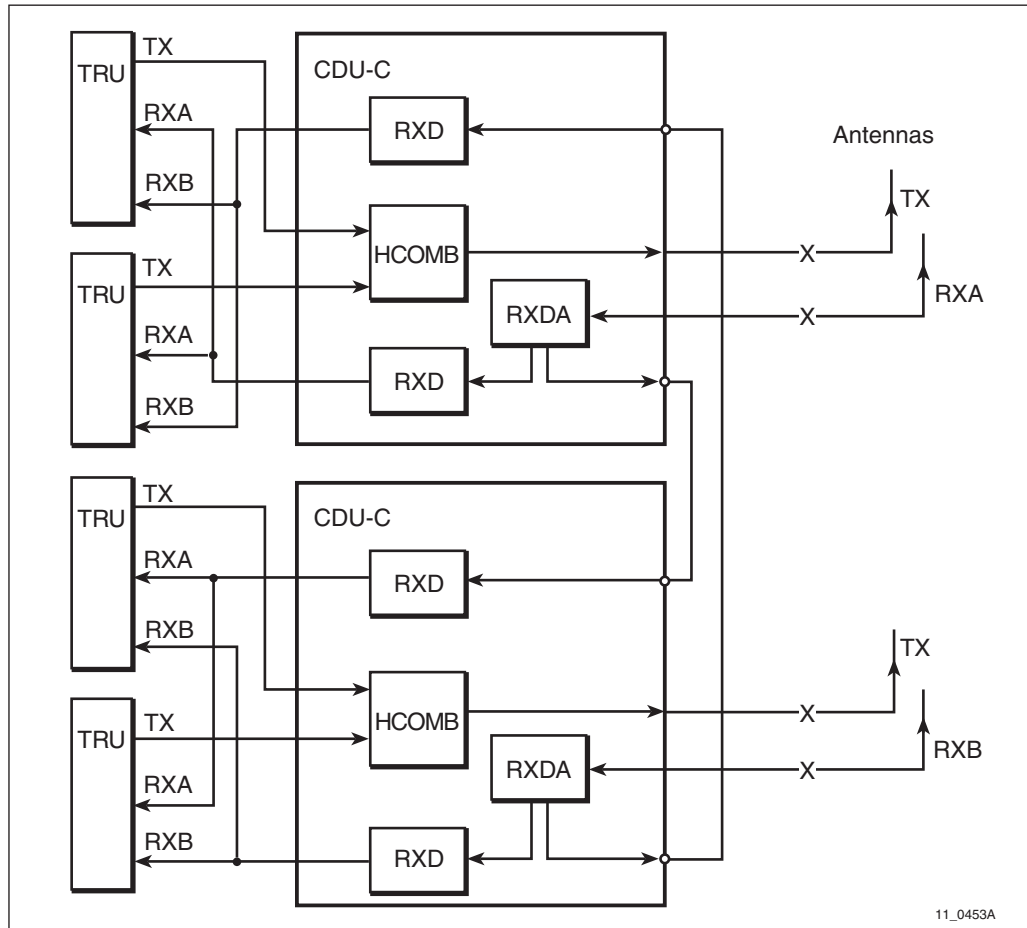 TRU
TX
RXA
RXB
CDU-C
RXD
HCOMB
RXDA
RXD
Antennas
TX
X
RXA
X
TRU
TX
RXA
RXB
TRU
TX
RXA
RXB
CDU-C
RXD
HCOMB
RXDA
RXD
TX
X
RXB
X
TRU
TX
RXA
RXB
11_0453A